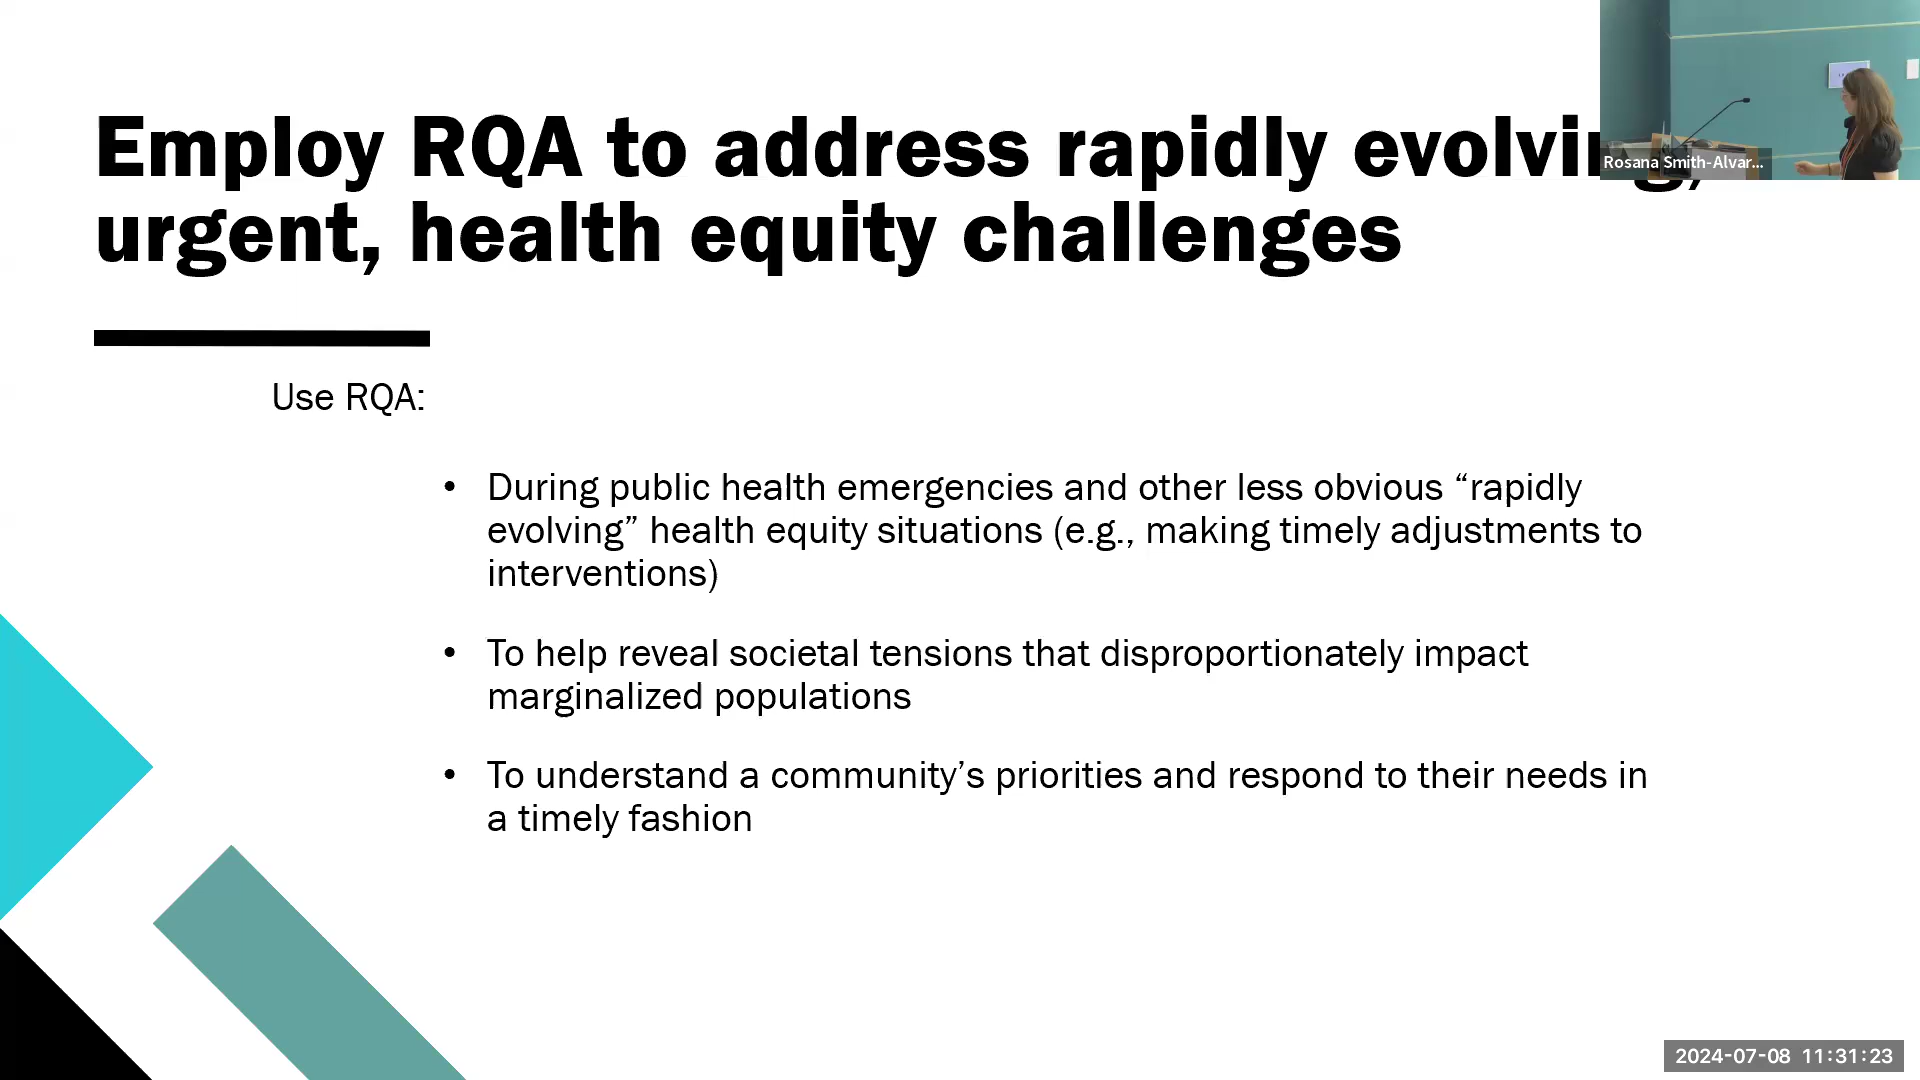 Employ RQA to address rapidly evolving,
urgent, health equity challenges
Rosana Smith-Alvar...
Use RQA:
• During public health emergencies and other less obvious “rapidly
evolving” health equity situations (e.g., making timely adjustments to
interventions)
• To help reveal societal tensions that disproportionately impact
marginalized populations
• To understand a community’s priorities and respond to their needs in
a timely fashion
2024-07-08 11:31:23